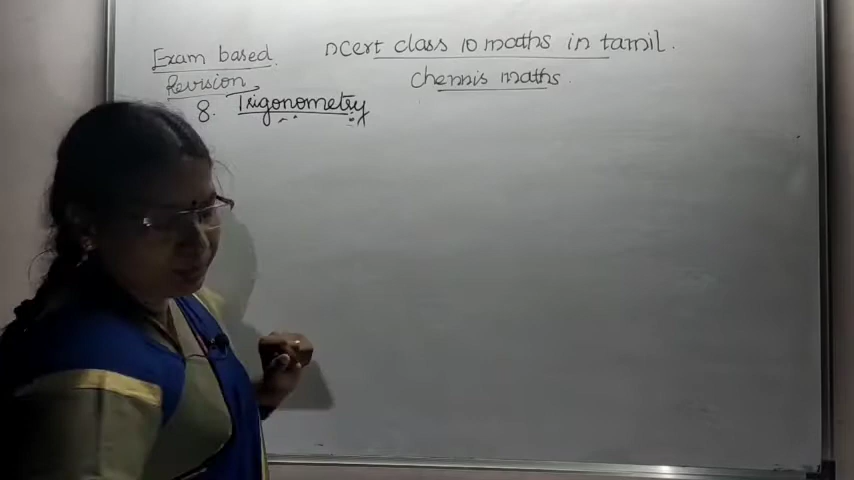 Exam based
Revision
8. Trigonometry
ncert class 10 maths in tamil.
chennis maths.